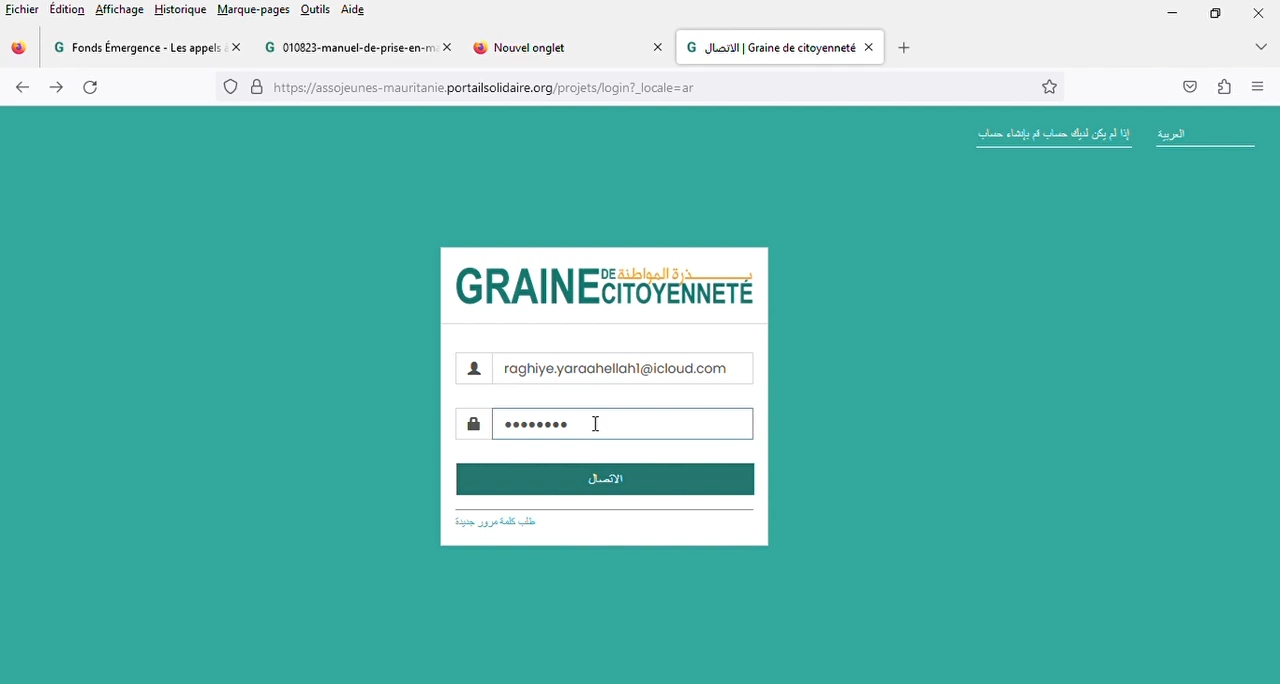 Fichier Édition Affichage Historique Marque-pages Outils Aide
Fonds Émergence - Les appels à
010823-manuel-de-prise-en-ma
Nouvel onglet
الاتصال | Graine de citoyenneté
https://assojeunes-mauritanie.portailsolidaire.org/projets/login?_locale=ar
إذا لم يكن لديك حساب قم بإنشاء حساب
العربية
GRAINE DE CITOYENNETÉ
بذرة المواطنة
raghiye.yaraahellah1@icloud.com
••••••••
الاتصال
طلب كلمة مرور جديدة